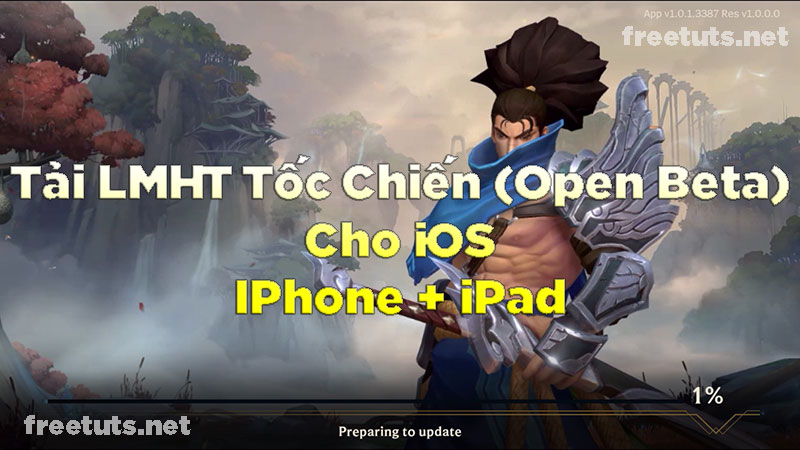 App v1.0.1.3387 Res v1.0.0.0
freetuts.net
Tải LMHT Tốc Chiến (Open Beta)
Cho iOS
IPhone + iPad
1%
freetuts.net
Preparing to update